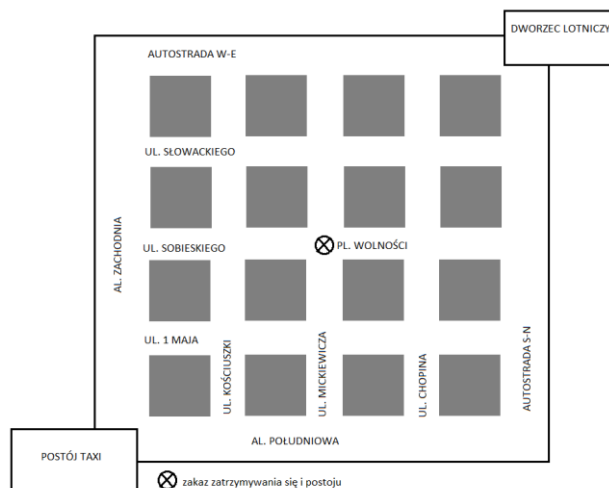 DWORZEC LOTNICZY
AUTOSTRADA W-E
UL. SŁOWACKIEGO
AL. ZACHODNIA
UL. SOBIESKIEGO
PL. WOLNOŚCI
UL. 1 MAJA
UL. KOŚCIUSZKI
UL. MICKIEWICZA
UL. CHOPINA
AUTOSTRADA S-N
AL. POŁUDNIOWA
POSTÓJ TAXI
zakaz zatrzymywania się i postoju